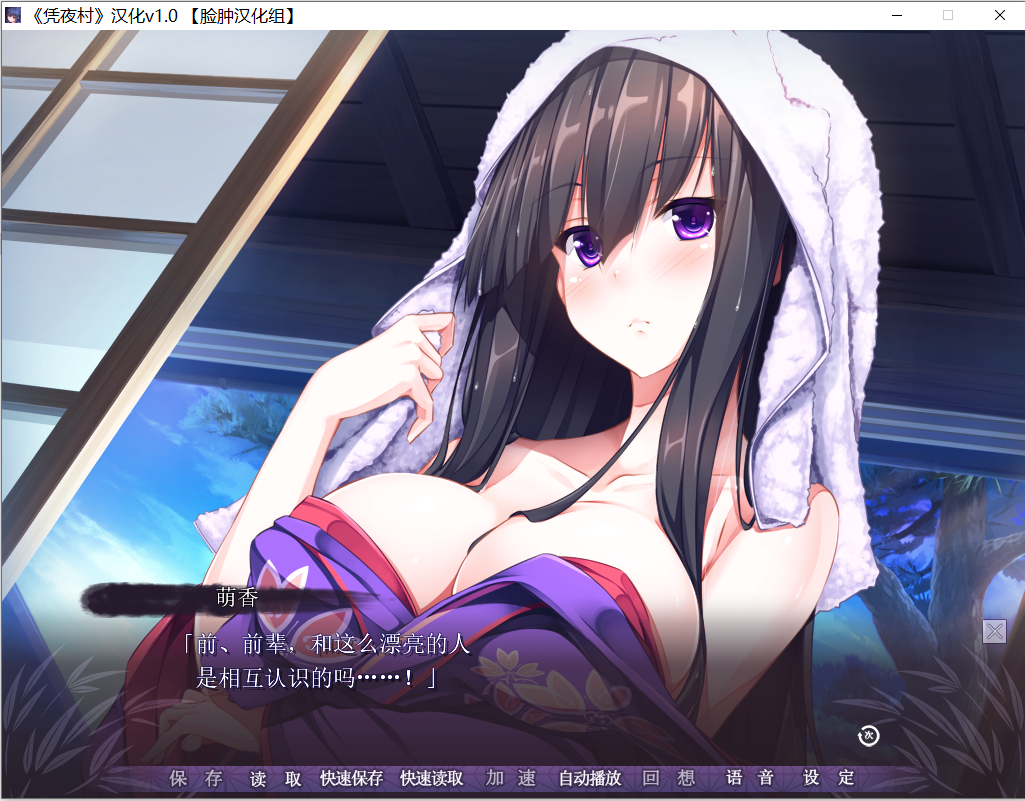 《凭夜村》汉化v1.0 【脸肿汉化组】
萌香
「前、前辈，和这么漂亮的人
是相互认识的吗……！」
次
保存 读取 快速保存 快速读取 加速 自动播放 回想 语音 设定